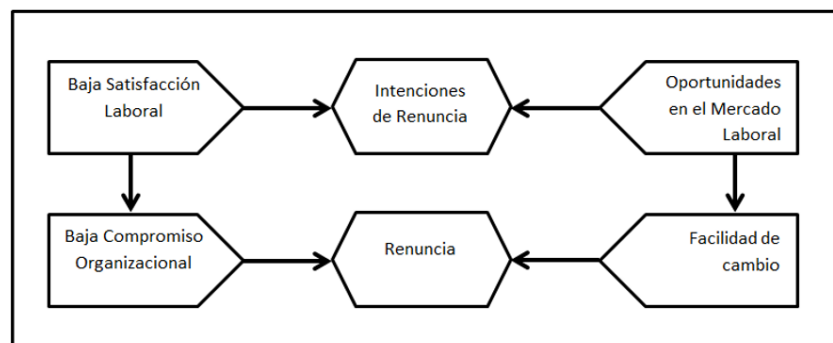 Baja Satisfacción
Laboral
Intenciones
de Renuncia
Oportunidades
en el Mercado
Laboral
Baja Compromiso
Organizacional
Renuncia
Facilidad de
cambio